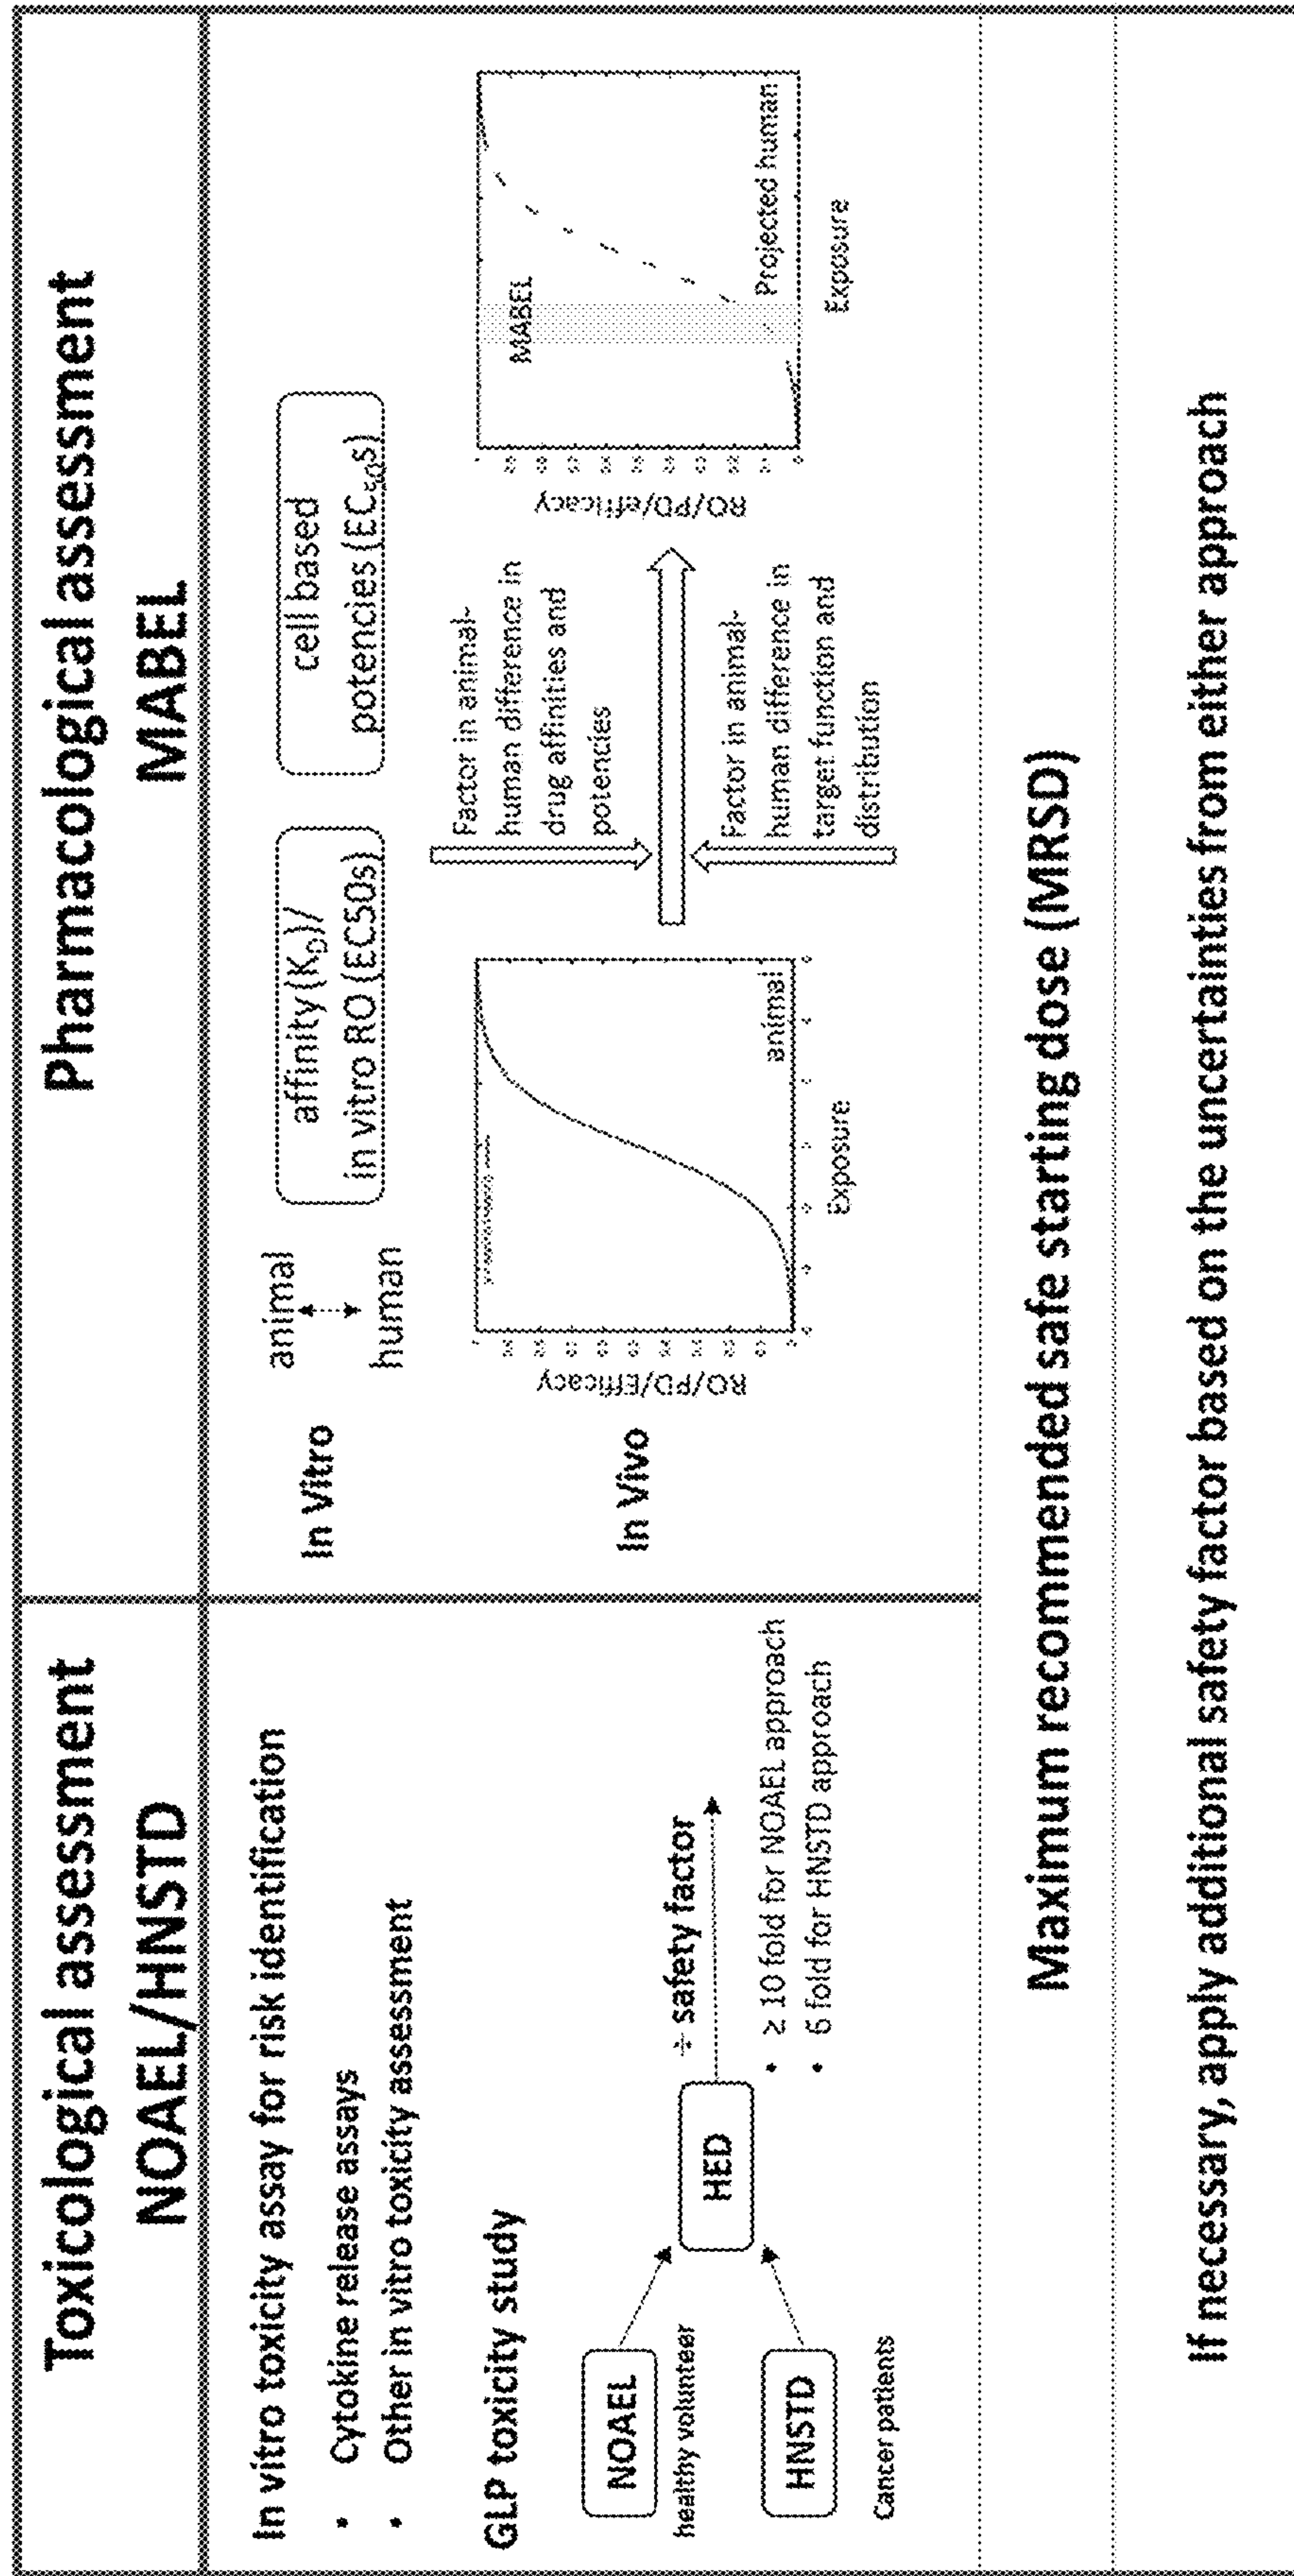 Toxicological assessment
NOAEL/HNSTD
Pharmacological assessment
MABEL
In vitro toxicity assay for risk identification
• Cytokine release assays
• Other in vitro toxicity assessment
GLP toxicity study
NOAEL
healthy volunteer
HNSTD
Cancer patients
HED
÷ safety factor
• ≥ 10 fold for NOAEL approach
• 6 fold for HNSTD approach
In Vitro
animal
human
affinity (KD)/
in vitro RO (EC50s)
cell based
potencies (EC50s)
In Vivo
RO/PD/Efficacy
animal
Exposure
Factor in animal-
human difference in
drug affinities and
potencies
Factor in animal-
human difference in
target function and
distribution
RO/PD/efficacy
MABEL
Projected human
Exposure
Maximum recommended safe starting dose (MRSD)
If necessary, apply additional safety factor based on the uncertainties from either approach